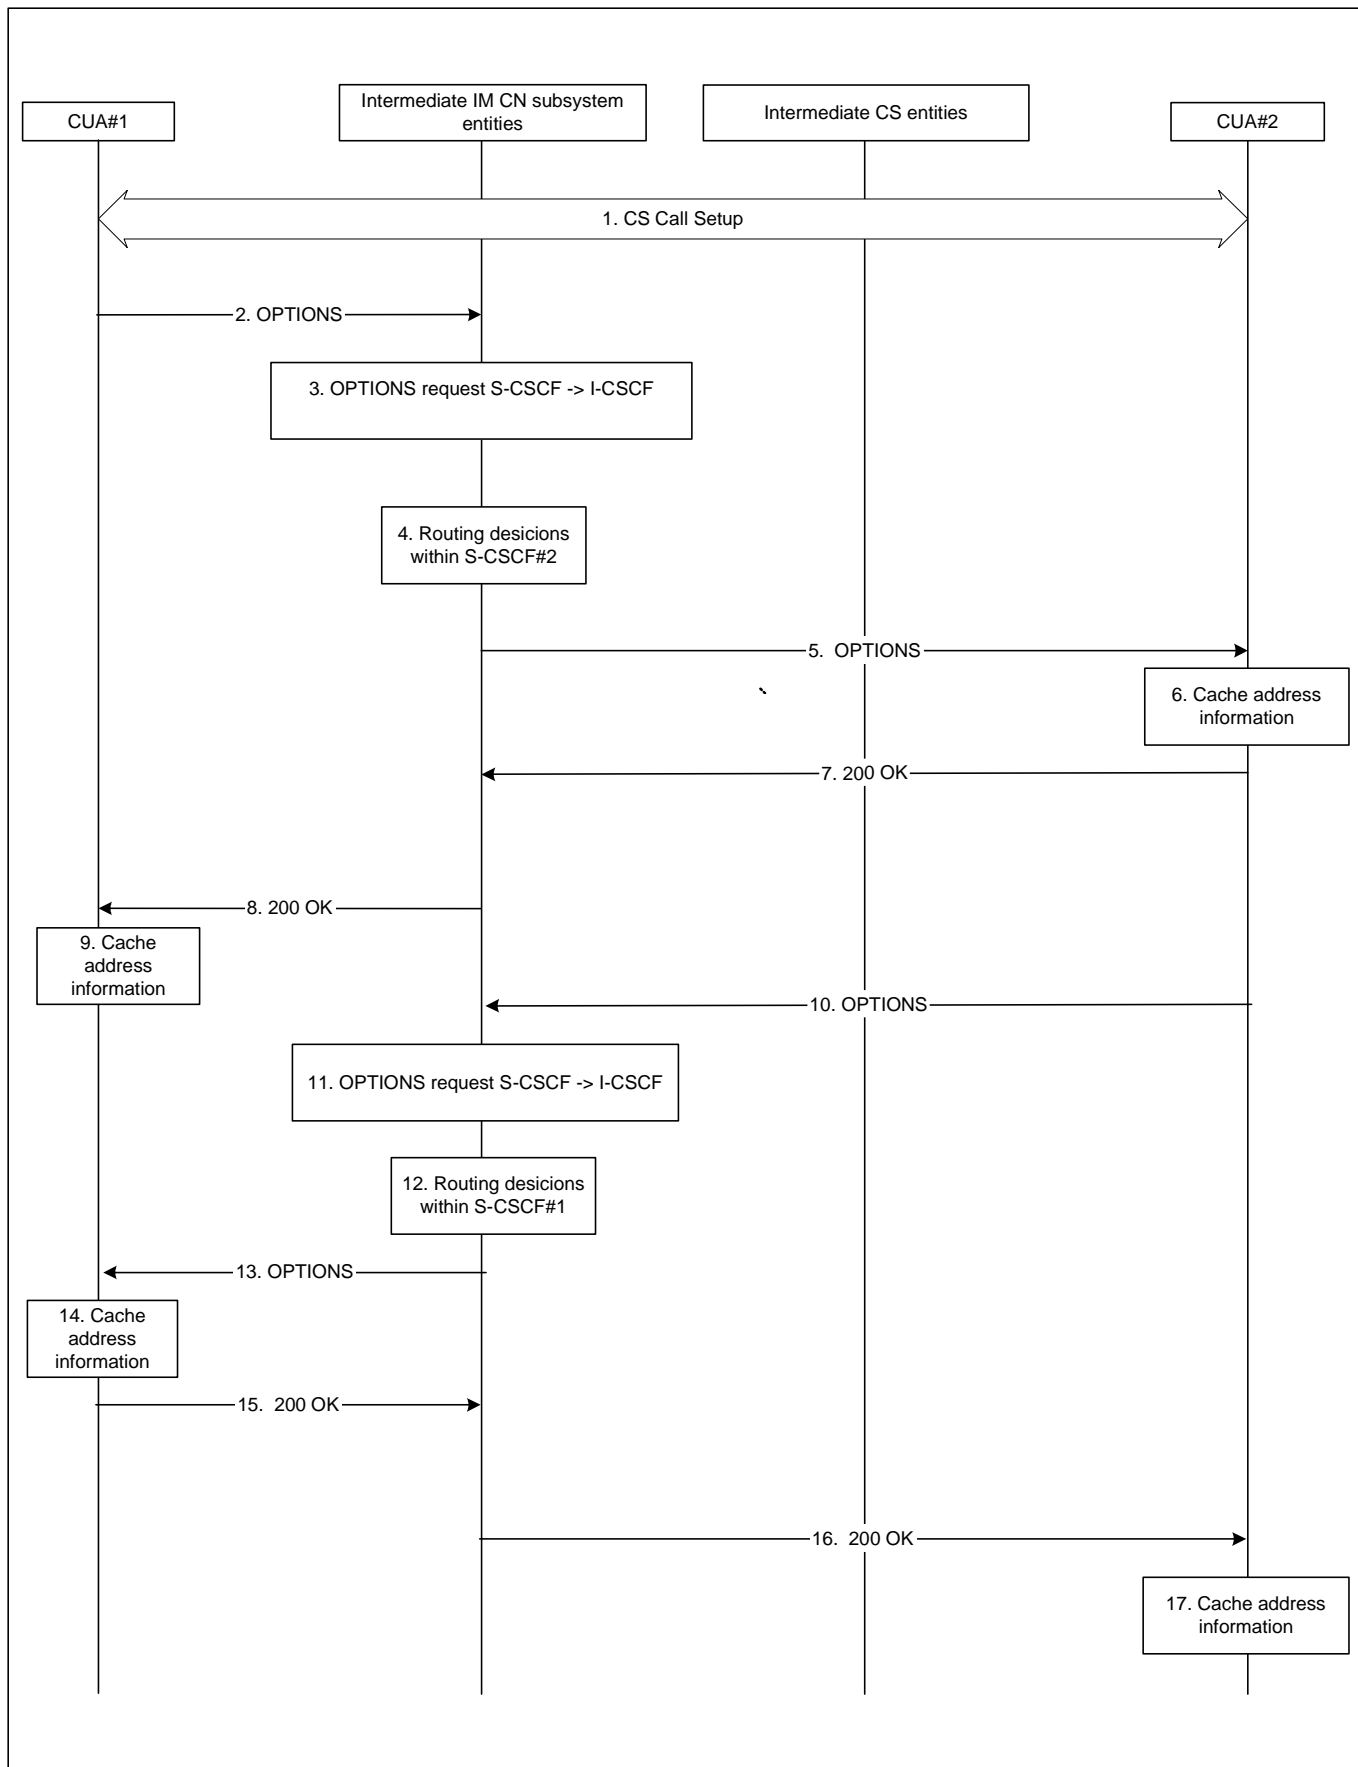 CUA#1
Intermediate IM CN subsystem
entities
Intermediate CS entities
CUA#2
1. CS Call Setup
2. OPTIONS
3. OPTIONS request S-CSCF -> I-CSCF
4. Routing desicions
within S-CSCF#2
5. OPTIONS
6. Cache address
information
7. 200 OK
8. 200 OK
9. Cache
address
information
10. OPTIONS
11. OPTIONS request S-CSCF -> I-CSCF
12. Routing desicions
within S-CSCF#1
13. OPTIONS
14. Cache
address
information
15. 200 OK
16. 200 OK
17. Cache address
information